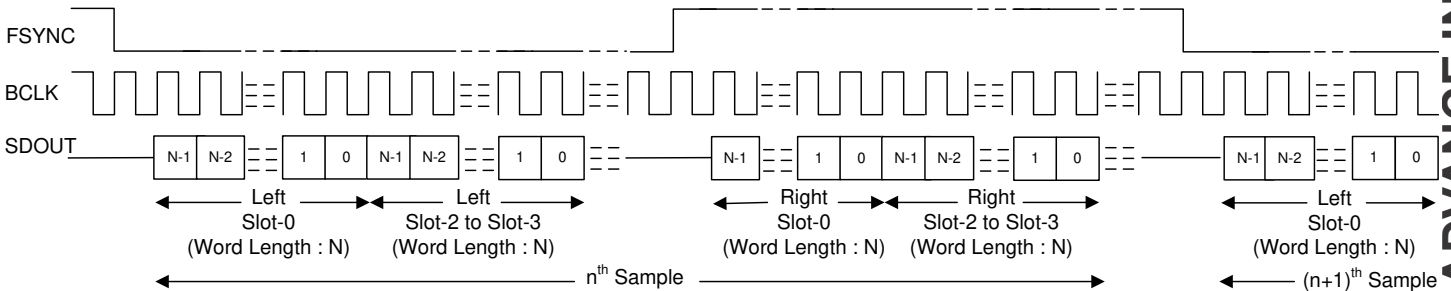 FSYNC
BCLK
SDOUT
N-1 N-2 1 0 N-1 N-2 1 0 N-1 1 0 N-1 N-2 1 0 N-1 N-2 1 0
Left
Slot-0
(Word Length : N)
Left
Slot-2 to Slot-3
(Word Length : N)
Right
Slot-0
(Word Length : N)
Right
Slot-2 to Slot-3
(Word Length : N)
Left
Slot-0
(Word Length : N)
nth Sample
(n+1)th Sample
ADVANCE IN